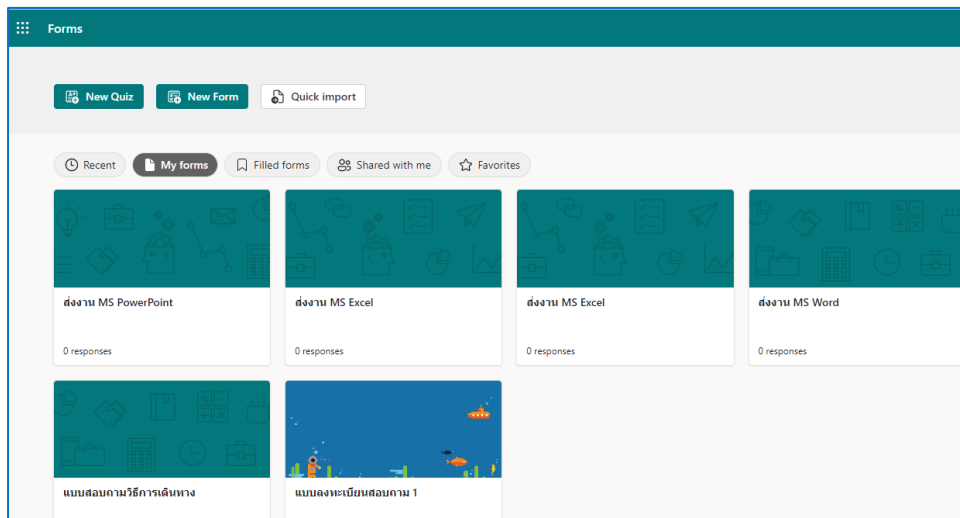 Forms
New Quiz
New Form
Quick import
Recent
My forms
Filled forms
Shared with me
Favorites
ส่งงาน MS PowerPoint
ส่งงาน MS Excel
ส่งงาน MS Excel
ส่งงาน MS Word
0 responses
0 responses
0 responses
0 responses
แบบสอบถามวิธีการเดินทาง
แบบลงทะเบียนสอบถาม 1